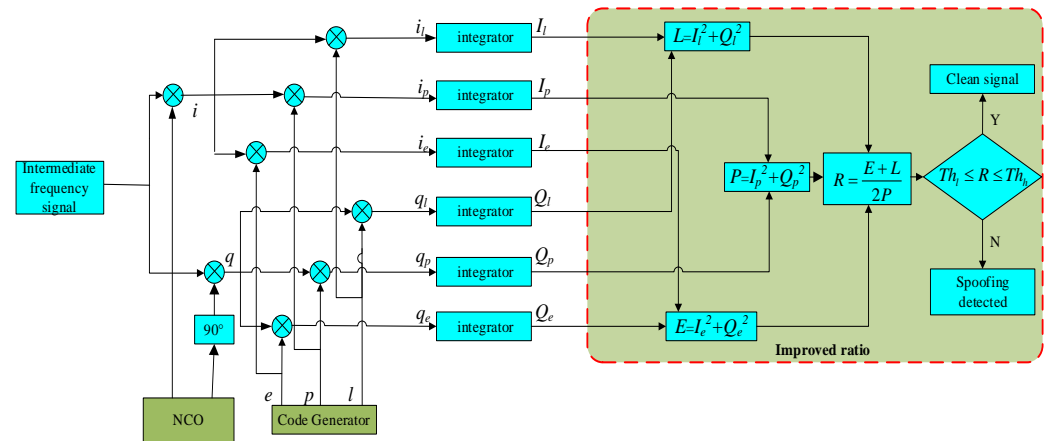 i_l
integrator
I_l
L=I_l^2+Q_l^2
i
i_p
integrator
I_p
Clean signal
Y
i_e
integrator
I_e
Intermediate
frequency
signal
P=I_p^2+Q_p^2
R = (E + L) / 2P
Th_l ≤ R ≤ Th_h
q_l
integrator
Q_l
q
q_p
integrator
Q_p
N
Spoofing
detected
90°
q_e
integrator
Q_e
E=I_e^2+Q_e^2
Improved ratio
e p l
NCO
Code Generator